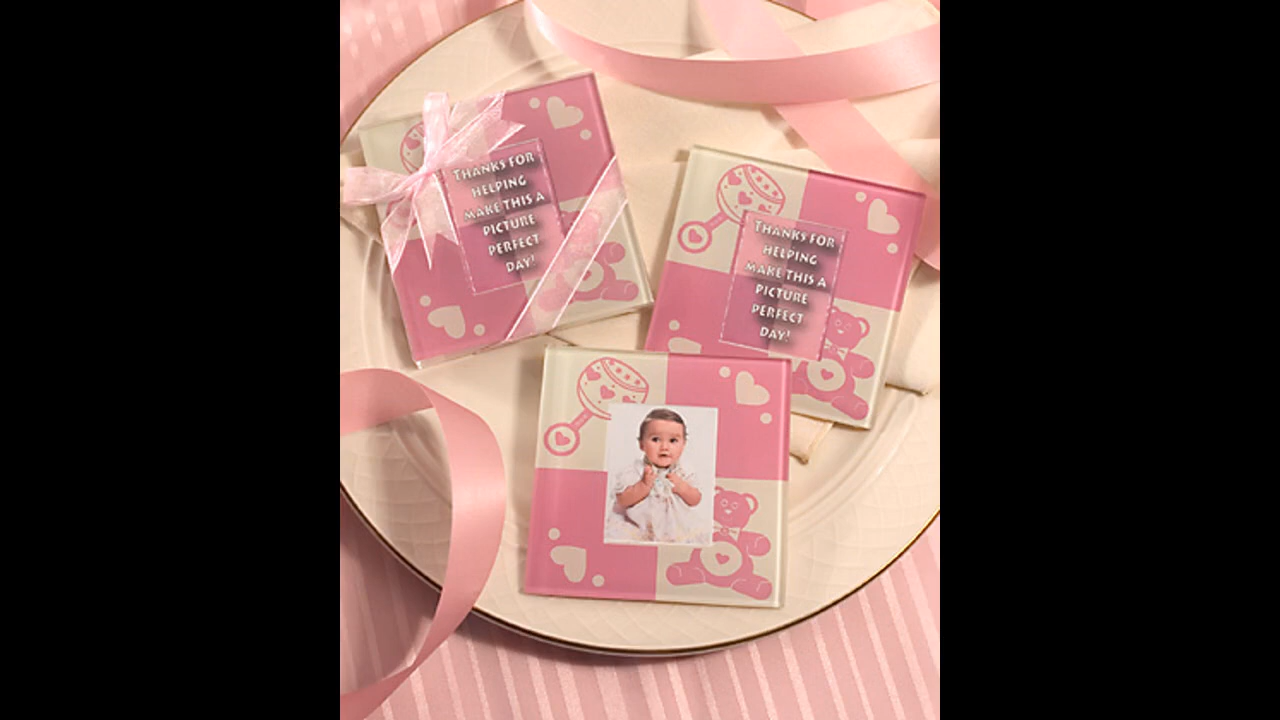 THANKS FOR
HELPING
MAKE THIS A
PICTURE
PERFECT
DAY!
THANKS FOR
HELPING
MAKE THIS A
PICTURE
PERFECT
DAY!